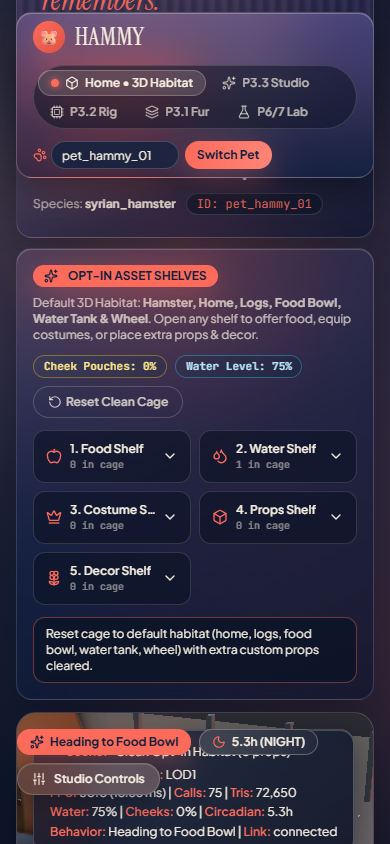 remembers.
HAMMY
Home • 3D Habitat
P3.3 Studio
P3.2 Rig
P3.1 Fur
P6/7 Lab
pet_hammy_01
Switch Pet
Species: syrian_hamster
ID: pet_hammy_01
OPT-IN ASSET SHELVES
Default 3D Habitat: Hamster, Home, Logs, Food Bowl,
Water Tank & Wheel. Open any shelf to offer food, equip
costumes, or place extra props & decor.
Cheek Pouches: 0%
Water Level: 75%
Reset Clean Cage
1. Food Shelf
0 in cage
2. Water Shelf
1 in cage
3. Costume S...
0 in cage
4. Props Shelf
0 in cage
5. Decor Shelf
0 in cage
Reset cage to default habitat (home, logs, food
bowl, water tank, wheel) with extra custom props
cleared.
Heading to Food Bowl
5.3h (NIGHT)
Studio Controls
: LOD1
| Calls: 75 | Tris: 72,650
Water: 75% | Cheeks: 0% | Circadian: 5.3h
Behavior: Heading to Food Bowl | Link: connected